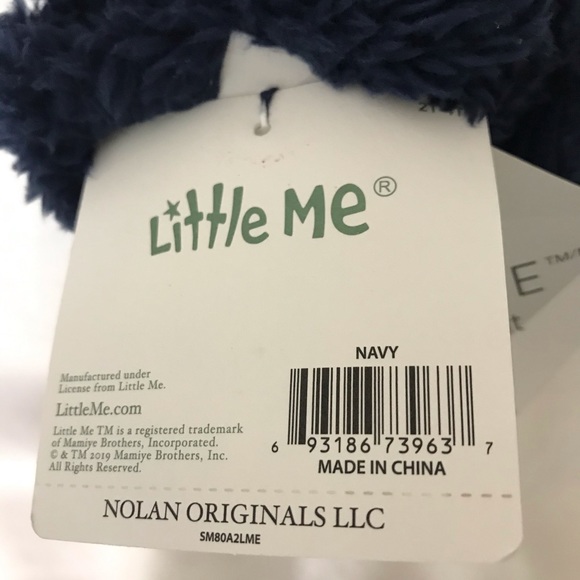 Little Me®
NAVY
Manufactured under
License from Little Me.
LittleMe.com
Little Me TM is a registered trademark
of Mamiye Brothers, Incorporated.
© & TM 2019 Mamiye Brothers, Inc.
All Rights Reserved.
6 93186 73963 7
MADE IN CHINA
NOLAN ORIGINALS LLC
SM80A2LME
E™/